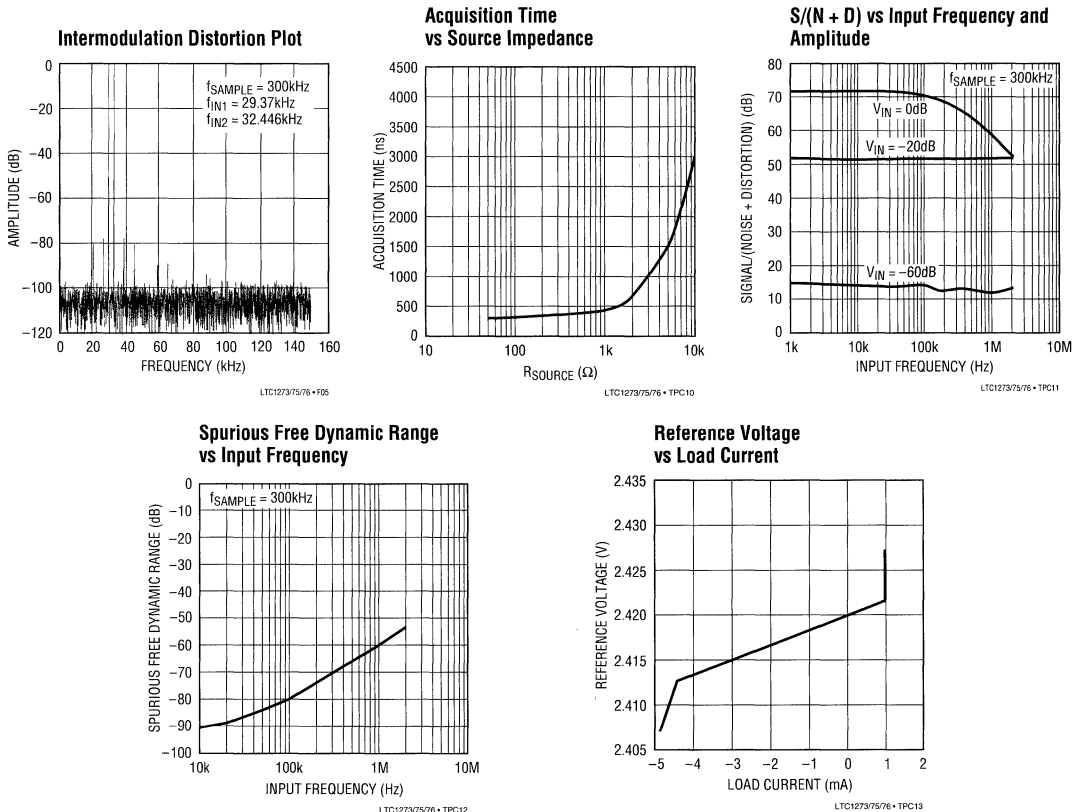 Intermodulation Distortion Plot
0
−20
−40
−60
−80
−100
−120
AMPLITUDE (dB)
fSAMPLE = 300kHz
fIN1 = 29.37kHz
fIN2 = 32.446kHz
0 20 40 60 80 100 120 140 160
FREQUENCY (kHz)
LTC1273/75/76 • F05
Acquisition Time
vs Source Impedance
4500
4000
3500
3000
2500
2000
1500
1000
500
0
ACQUISITION TIME (ns)
10 100 1k 10k
RSOURCE (Ω)
LTC1273/75/76 • TPC10
S/(N + D) vs Input Frequency and
Amplitude
80
70
60
50
40
30
20
10
0
SIGNAL/(NOISE + DISTORTION) (dB)
fSAMPLE = 300kHz
VIN = 0dB
VIN = −20dB
VIN = −60dB
1k 10k 100k 1M 10M
INPUT FREQUENCY (Hz)
LTC1273/75/76 • TPC11
Spurious Free Dynamic Range
vs Input Frequency
0
−10
−20
−30
−40
−50
−60
−70
−80
−90
−100
SPURIOUS FREE DYNAMIC RANGE (dB)
fSAMPLE = 300kHz
10k 100k 1M 10M
INPUT FREQUENCY (Hz)
LTC1273/75/76 • TPC12
Reference Voltage
vs Load Current
2.435
2.430
2.425
2.420
2.415
2.410
2.405
REFERENCE VOLTAGE (V)
−5 −4 −3 −2 −1 0 1 2
LOAD CURRENT (mA)
LTC1273/75/76 • TPC13